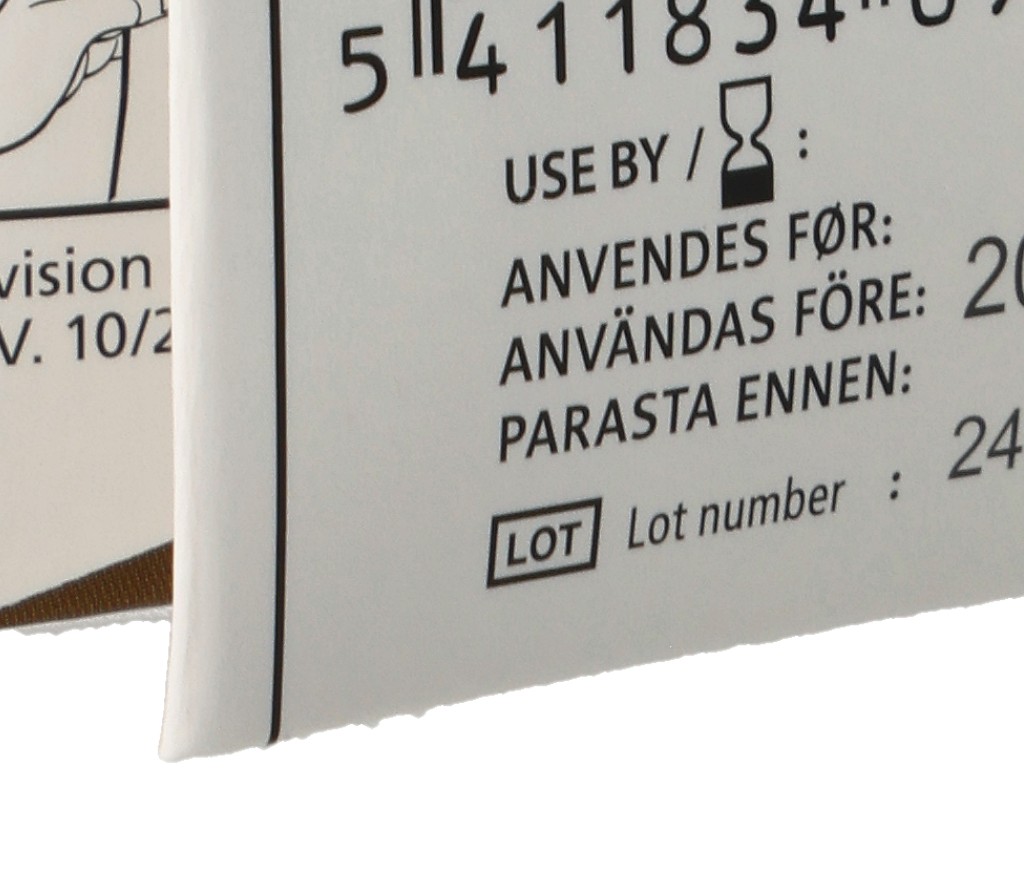 5 411834
USE BY / :
ANVENDES FØR:
ANVÄNDAS FÖRE: 20
PARASTA ENNEN:
LOT Lot number : 24
vision
V. 10/2